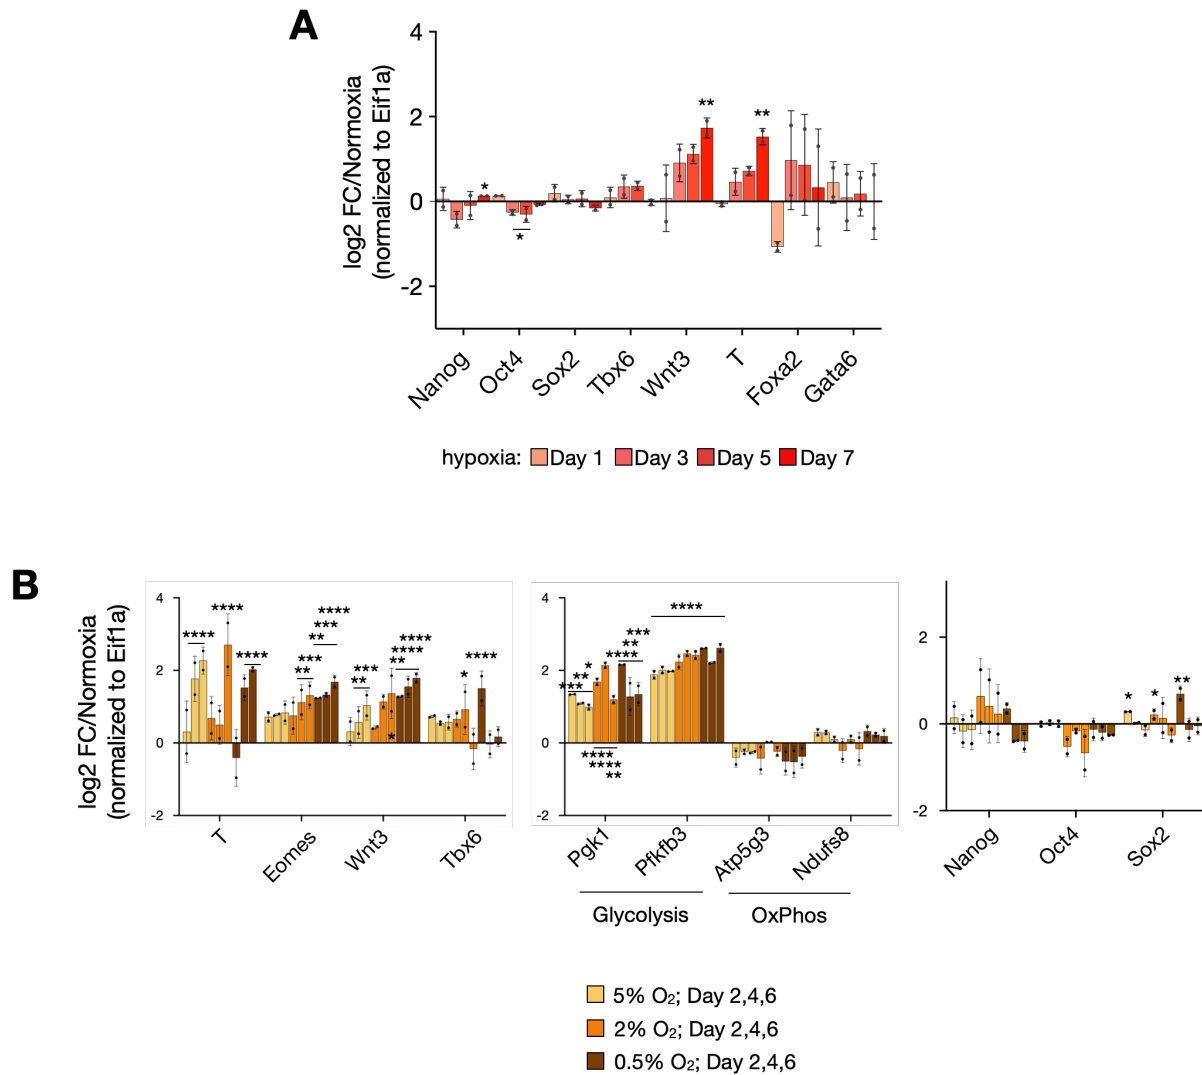 A
log2 FC/Normoxia
(normalized to Eif1a)
4
2
0
-2
**
**
*
*
Nanog
Oct4
Sox2
Tbx6
Wnt3
T
Foxa2
Gata6
hypoxia: Day 1 Day 3 Day 5 Day 7
B
log2 FC/Normoxia
(normalized to Eif1a)
4
2
0
-2
****
****
****
***
**
****
***
**
***
**
****
****
**
*
*
****
T
Eomes
Wnt3
Tbx6
4
2
0
-2
***
**
*
***
**
****
****
****
**
****
Pgk1
Pfkfb3
Atp5g3
Ndufs8
Glycolysis
OxPhos
2
0
-2
*
*
**
Nanog
Oct4
Sox2
5% O₂; Day 2,4,6
2% O₂; Day 2,4,6
0.5% O₂; Day 2,4,6